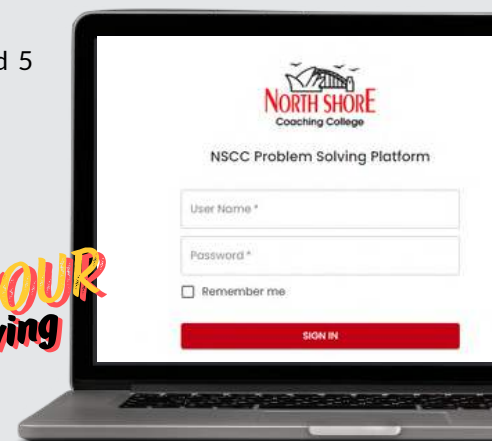 d 5
NORTH SHORE
Coaching College
NSCC Problem Solving Platform
User Name *
Password *
Remember me
SIGN IN
OUR
ving